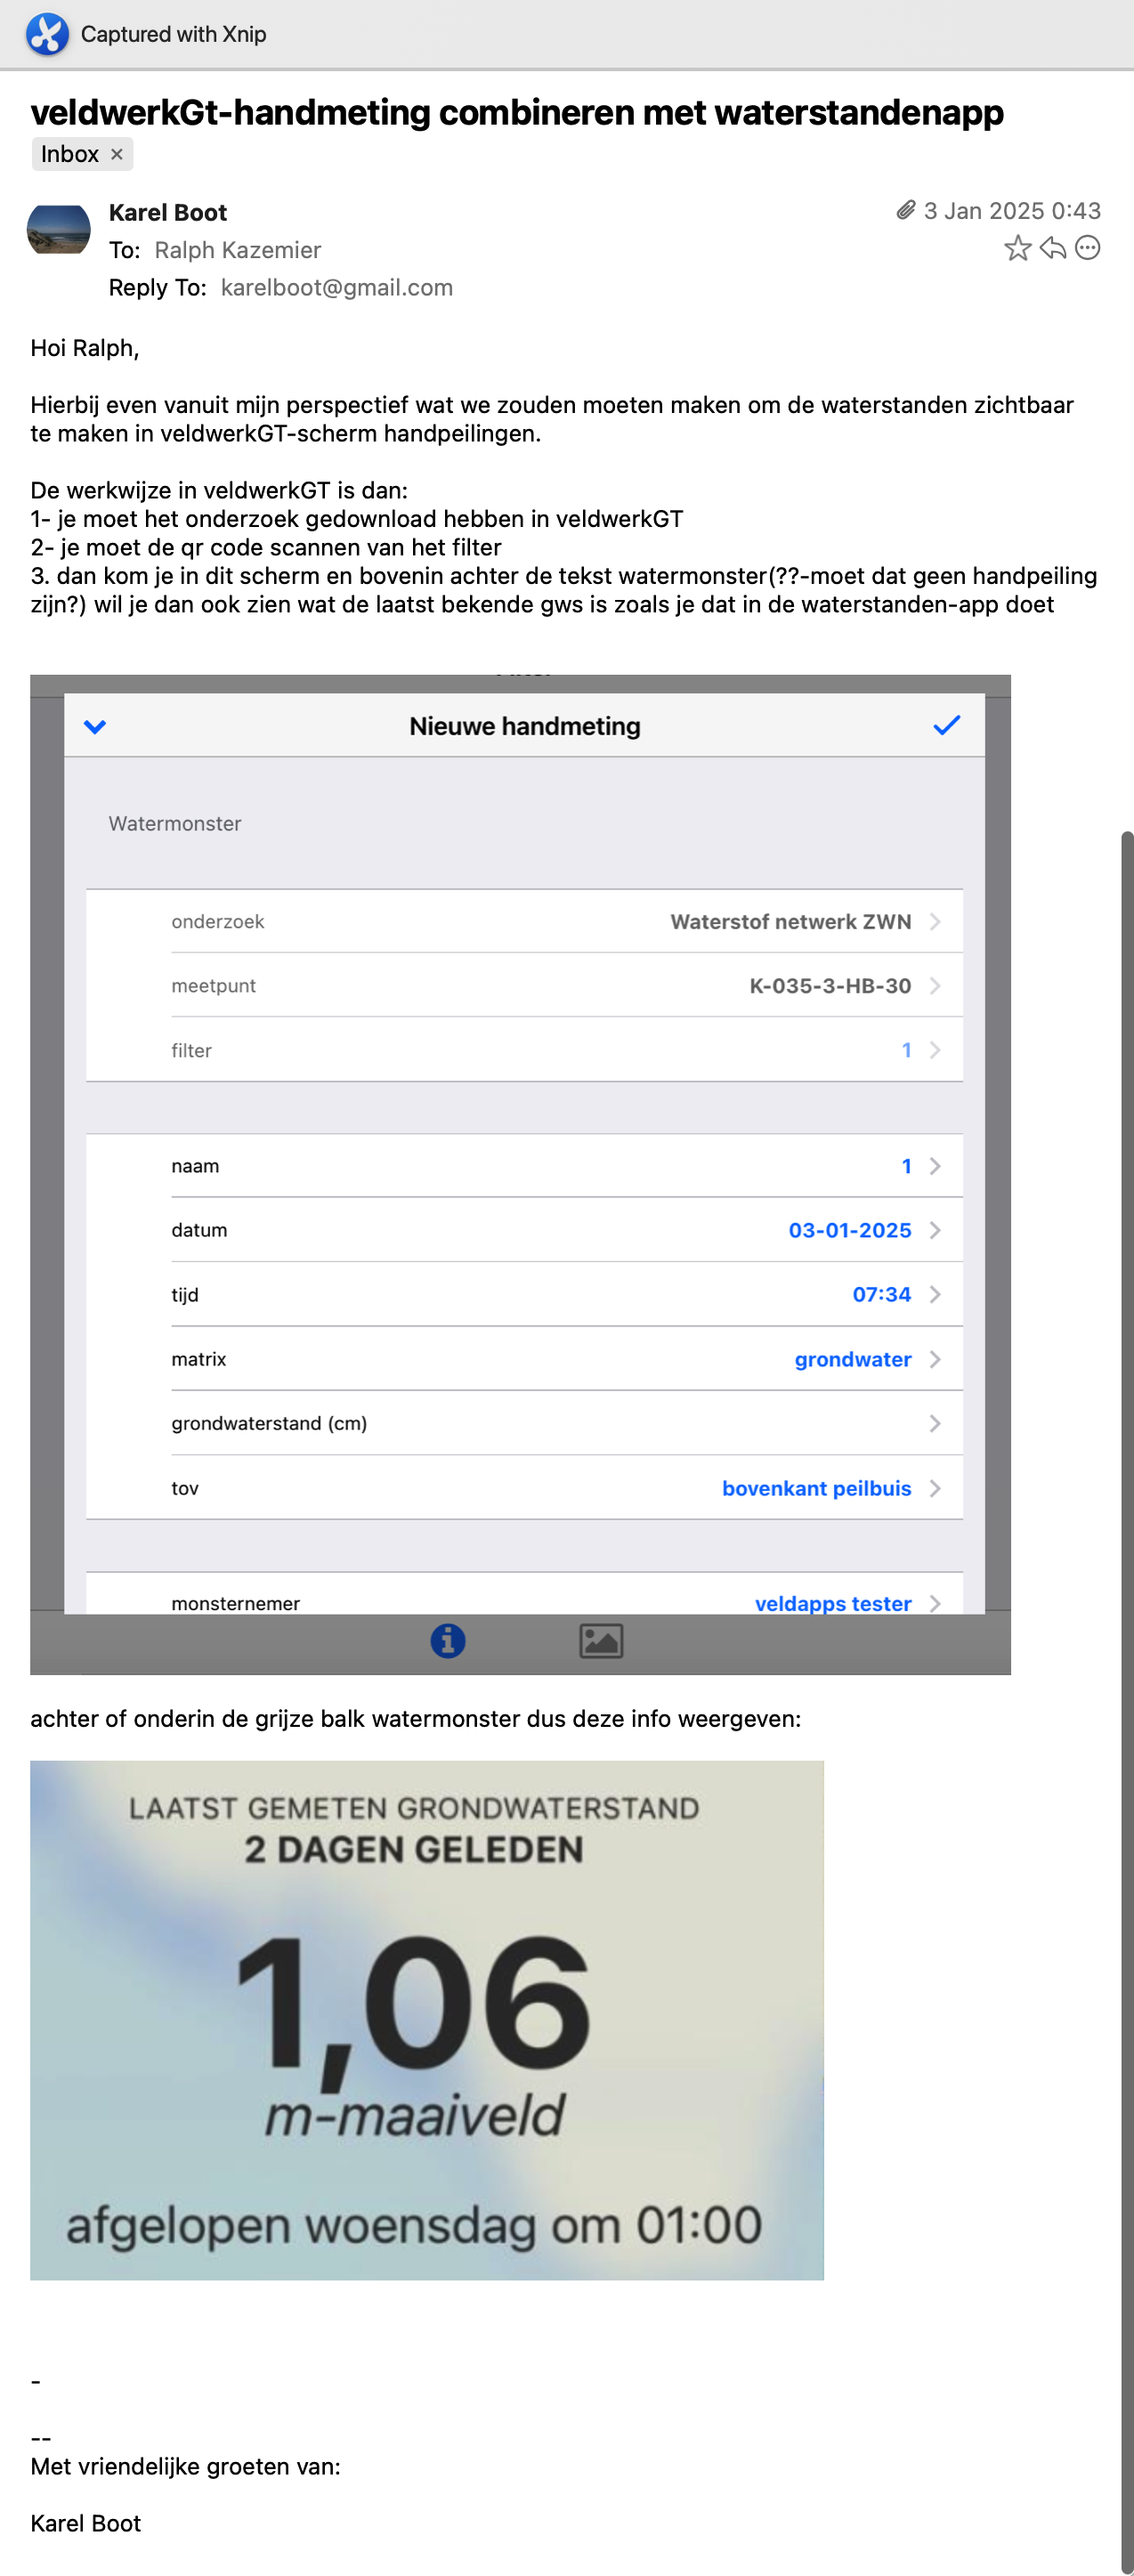 Captured with Xnip
veldwerkGt-handmeting combineren met waterstandenapp
Inbox ×
Karel Boot
3 Jan 2025 0:43
To: Ralph Kazemier
Reply To: karelboot@gmail.com
Hoi Ralph,
Hierbij even vanuit mijn perspectief wat we zouden moeten maken om de waterstanden zichtbaar
te maken in veldwerkGT-scherm handpeilingen.
De werkwijze in veldwerkGT is dan:
1- je moet het onderzoek gedownload hebben in veldwerkGT
2- je moet de qr code scannen van het filter
3. dan kom je in dit scherm en bovenin achter de tekst watermonster(??-moet dat geen handpeiling
zijn?) wil je dan ook zien wat de laatst bekende gws is zoals je dat in de waterstanden-app doet
Nieuwe handmeting
Watermonster
onderzoek Waterstof netwerk ZWN
meetpunt K-035-3-HB-30
filter 1
naam 1
datum 03-01-2025
tijd 07:34
matrix grondwater
grondwaterstand (cm)
tov bovenkant peilbuis
monsternemer veldapps tester
achter of onderin de grijze balk watermonster dus deze info weergeven:
LAATST GEMETEN GRONDWATERSTAND
2 DAGEN GELEDEN
1,06
m-maaiveld
afgelopen woensdag om 01:00
-
--
Met vriendelijke groeten van:
Karel Boot